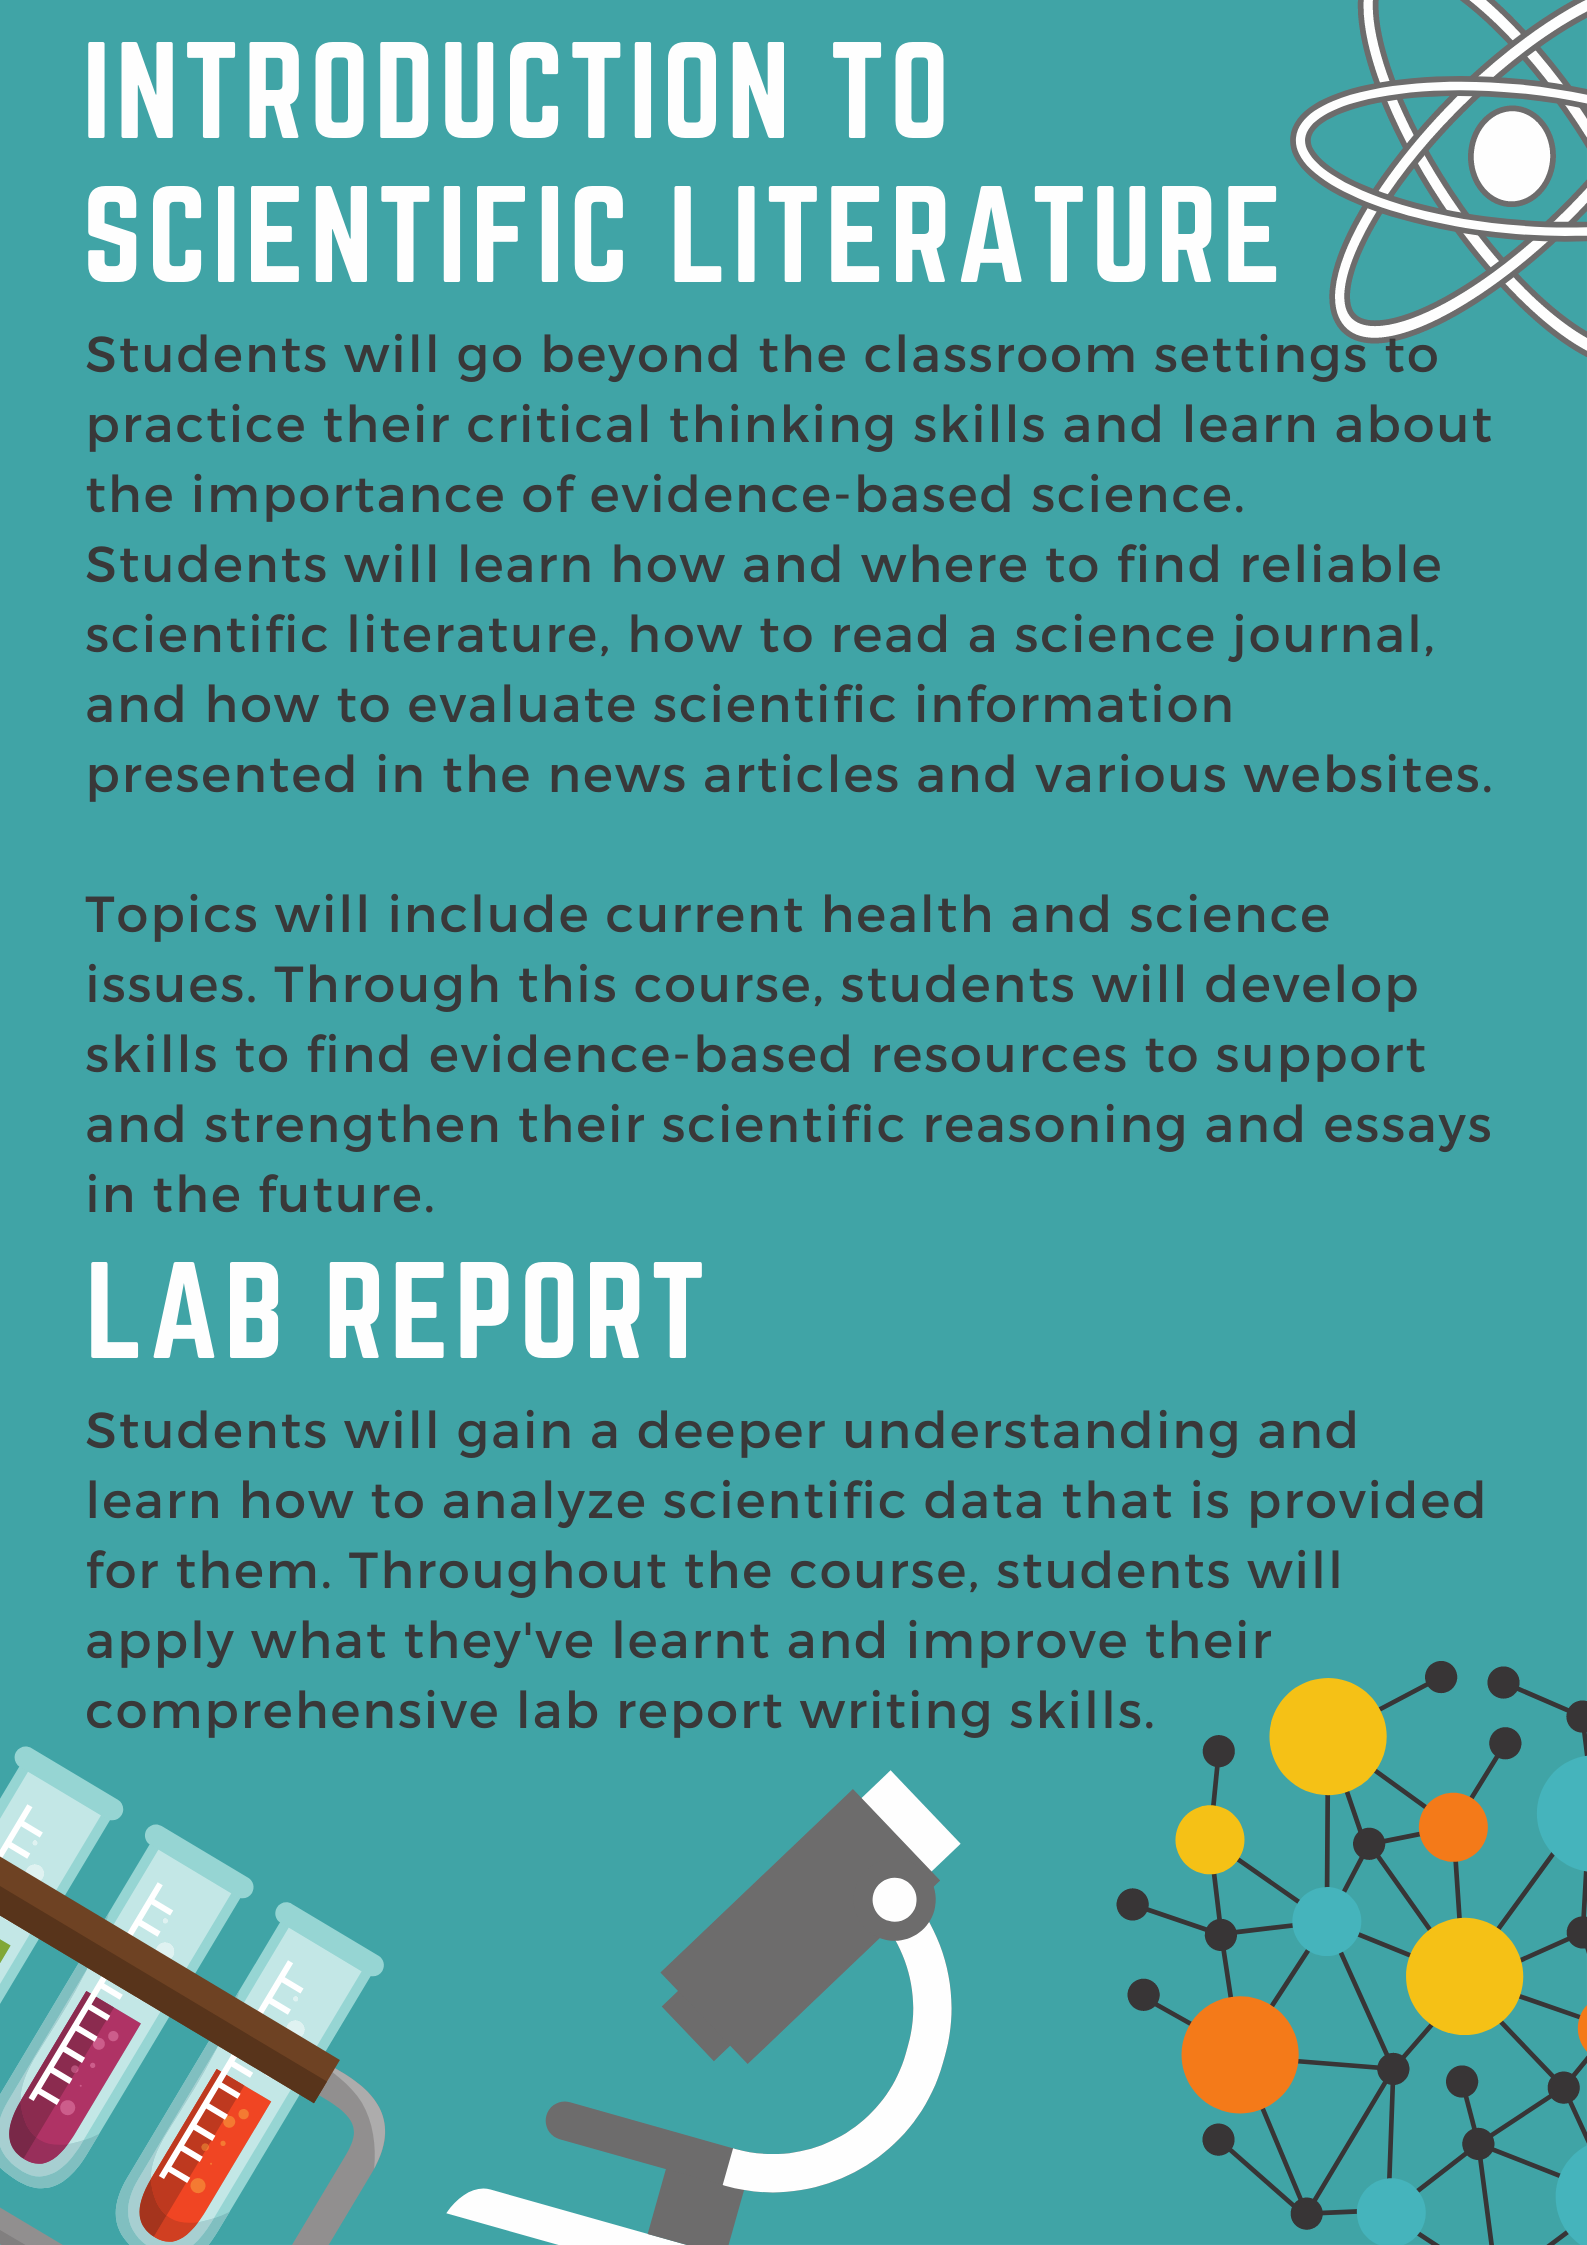 INTRODUCTION TO
SCIENTIFIC LITERATURE
Students will go beyond the classroom settings to
practice their critical thinking skills and learn about
the importance of evidence-based science.
Students will learn how and where to find reliable
scientific literature, how to read a science journal,
and how to evaluate scientific information
presented in the news articles and various websites.
Topics will include current health and science
issues. Through this course, students will develop
skills to find evidence-based resources to support
and strengthen their scientific reasoning and essays
in the future.
LAB REPORT
Students will gain a deeper understanding and
learn how to analyze scientific data that is provided
for them. Throughout the course, students will
apply what they've learnt and improve their
comprehensive lab report writing skills.